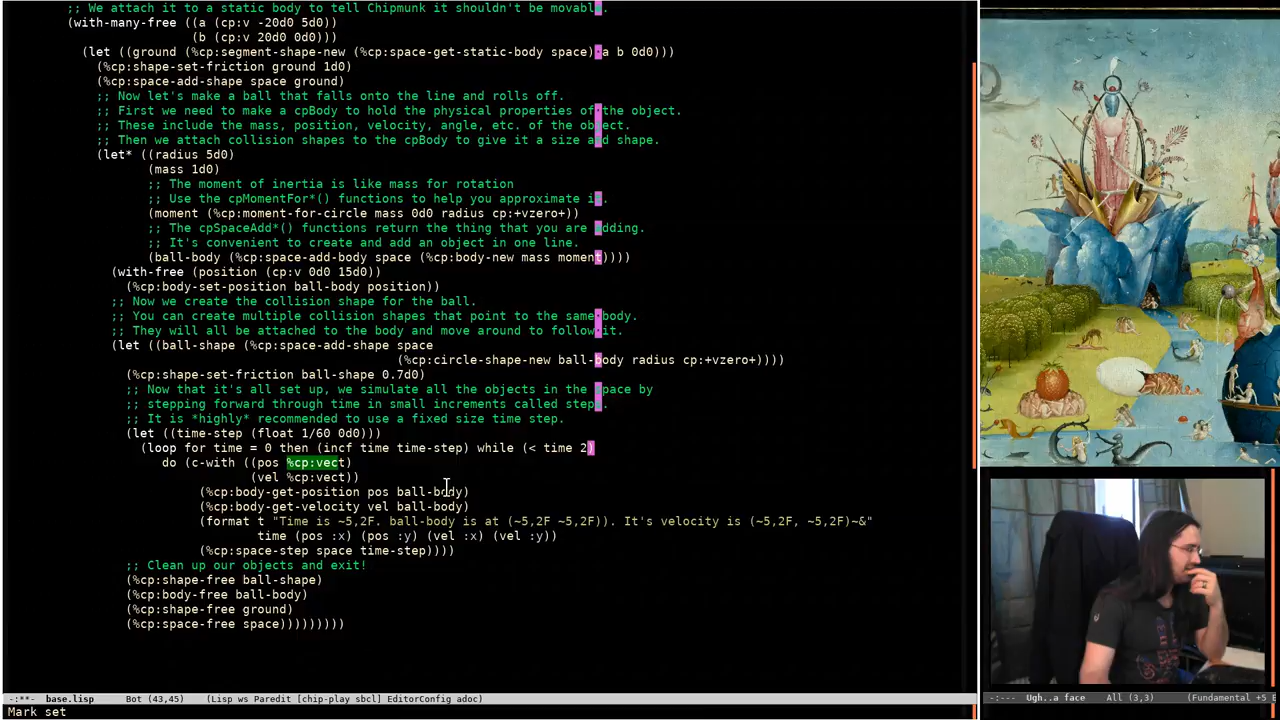 ;; We attach it to a static body to tell Chipmunk it shouldn't be movable.
(with-many-free ((a (cp:v -20d0 5d0))
(b (cp:v 20d0 0d0)))
(let ((ground (%cp:segment-shape-new (%cp:space-get-static-body space) a b 0d0)))
(%cp:shape-set-friction ground 1d0)
(%cp:space-add-shape space ground)
;; Now let's make a ball that falls onto the line and rolls off.
;; First we need to make a cpBody to hold the physical properties of the object.
;; These include the mass, position, velocity, angle, etc. of the object.
;; Then we attach collision shapes to the cpBody to give it a size and shape.
(let* ((radius 5d0)
(mass 1d0)
;; The moment of inertia is like mass for rotation
;; Use the cpMomentFor*() functions to help you approximate it.
(moment (%cp:moment-for-circle mass 0d0 radius cp:+vzero+))
;; The cpSpaceAdd*() functions return the thing that you are adding.
;; It's convenient to create and add an object in one line.
(ball-body (%cp:space-add-body space (%cp:body-new mass moment))))
(with-free (position (cp:v 0d0 15d0))
(%cp:body-set-position ball-body position))
;; Now we create the collision shape for the ball.
;; You can create multiple collision shapes that point to the same body.
;; They will all be attached to the body and move around to follow it.
(let ((ball-shape (%cp:space-add-shape space
(%cp:circle-shape-new ball-body radius cp:+vzero+))))
(%cp:shape-set-friction ball-shape 0.7d0)
;; Now that it's all set up, we simulate all the objects in the space by
;; stepping forward through time in small increments called steps.
;; It is *highly* recommended to use a fixed size time step.
(let ((time-step (float 1/60 0d0)))
(loop for time = 0 then (incf time time-step) while (< time 2)
do (c-with ((pos %cp:vect)
(vel %cp:vect))
(%cp:body-get-position pos ball-body)
(%cp:body-get-velocity vel ball-body)
(format t "Time is ~5,2F. ball-body is at (~5,2F ~5,2F)). It's velocity is (~5,2F, ~5,2F)~&"
time (pos :x) (pos :y) (vel :x) (vel :y))
(%cp:space-step space time-step))))
;; Clean up our objects and exit!
(%cp:shape-free ball-shape)
(%cp:body-free ball-body)
(%cp:shape-free ground)
(%cp:space-free space)))))))))
-:**-  base.lisp      Bot (43,45)    (Lisp ws Paredit [chip-play sbcl] EditorConfig adoc)
-:---  Ugh..a face    All (3,3)      (Fundamental +5 E
Mark set